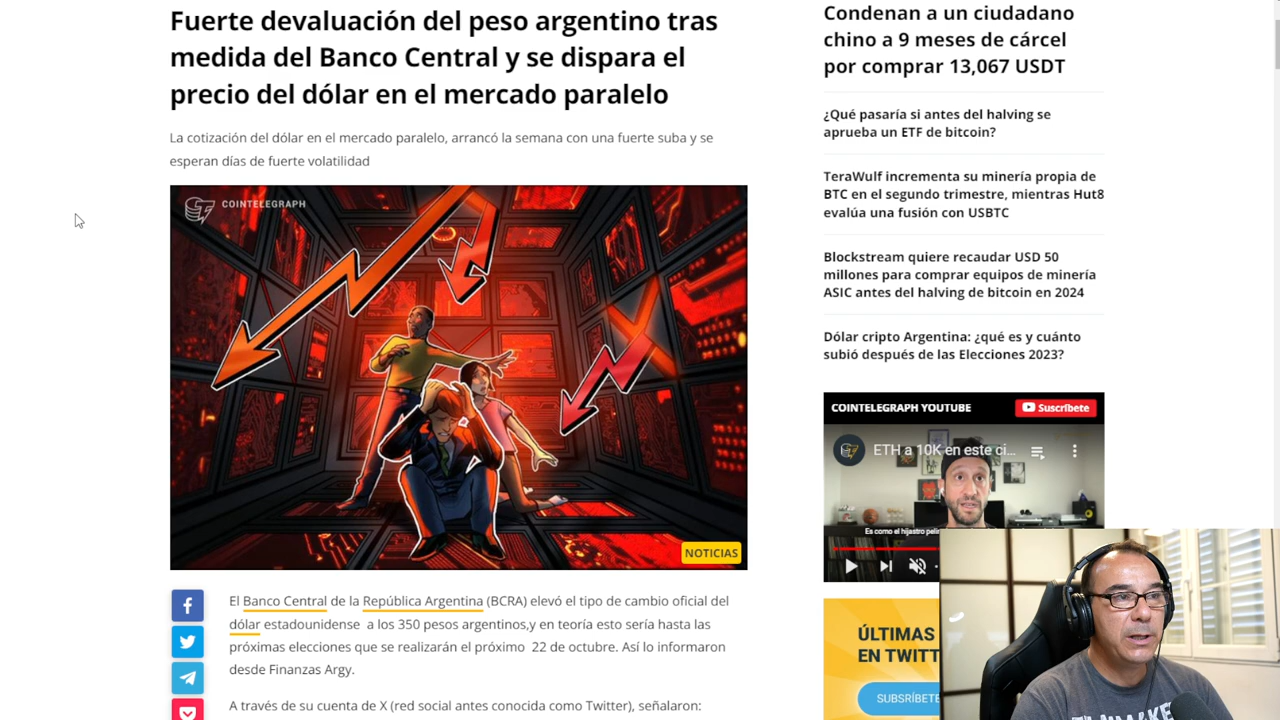 Fuerte devaluación del peso argentino tras
medida del Banco Central y se dispara el
precio del dólar en el mercado paralelo
La cotización del dólar en el mercado paralelo, arrancó la semana con una fuerte suba y se
esperan días de fuerte volatilidad
COINTELEGRAPH
NOTICIAS
El Banco Central de la República Argentina (BCRA) elevó el tipo de cambio oficial del
dólar estadounidense a los 350 pesos argentinos,y en teoría esto sería hasta las
próximas elecciones que se realizarán el próximo 22 de octubre. Así lo informaron
desde Finanzas Argy.
A través de su cuenta de X (red social antes conocida como Twitter), señalaron:
Condenan a un ciudadano
chino a 9 meses de cárcel
por comprar 13,067 USDT
¿Qué pasaría si antes del halving se
aprueba un ETF de bitcoin?
TeraWulf incrementa su minería propia de
BTC en el segundo trimestre, mientras Hut8
evalúa una fusión con USBTC
Blockstream quiere recaudar USD 50
millones para comprar equipos de minería
ASIC antes del halving de bitcoin en 2024
Dólar cripto Argentina: ¿qué es y cuánto
subió después de las Elecciones 2023?
COINTELEGRAPH YOUTUBE
Suscríbete
ETH a 10K en este ci...
Es como el hijastro
ÚLTIMAS
EN TWITT
SUBSRÍBETE